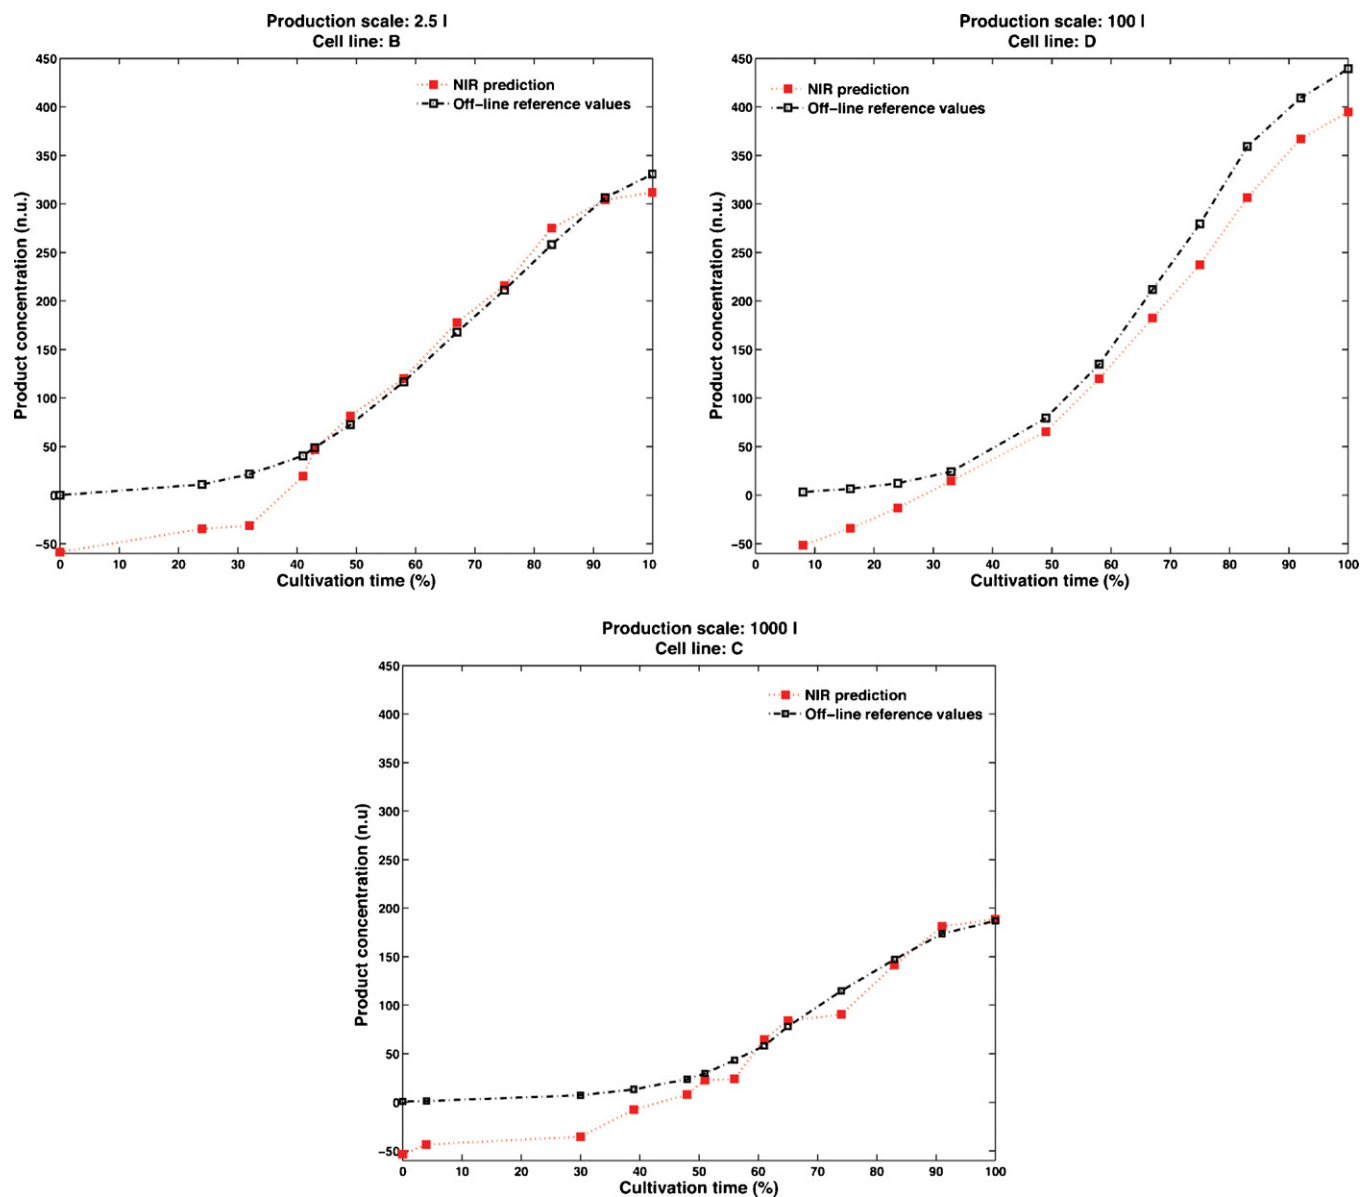 Production scale: 2.5 l
Cell line: B
450
400
350
300
250
200
150
100
50
0
−50
Product concentration (n.u.)
NIR prediction
Off−line reference values
0 10 20 30 40 50 60 70 80 90 10
Cultivation time (%)
Production scale: 100 l
Cell line: D
450
400
350
300
250
200
150
100
50
0
−50
Product concentration (n.u.)
NIR prediction
Off−line reference values
0 10 20 30 40 50 60 70 80 90 100
Cultivation time (%)
Production scale: 1000 l
Cell line: C
450
400
350
300
250
200
150
100
50
0
−50
Product concentration (n.u)
NIR prediction
Off−line reference values
0 10 20 30 40 50 60 70 80 90 100
Cultivation time (%)